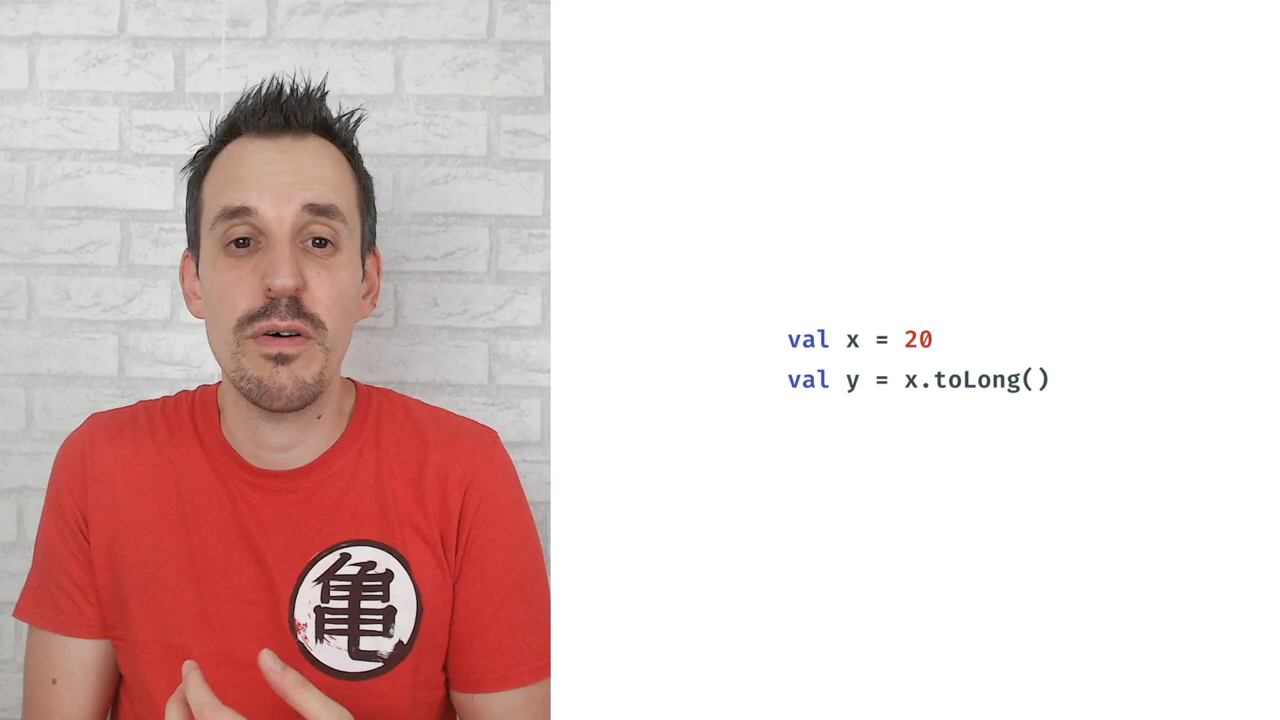 亀
val x = 20
val y = x.toLong()